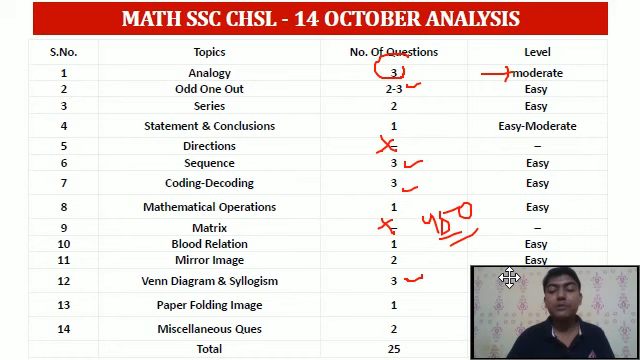 MATH SSC CHSL - 14 OCTOBER ANALYSIS
S.No. Topics No. Of Questions Level
1 Analogy 3 moderate
2 Odd One Out 2-3 Easy
3 Series 2 Easy
4 Statement & Conclusions 1 Easy-Moderate
5 Directions – –
6 Sequence 3 Easy
7 Coding-Decoding 3 Easy
8 Mathematical Operations 1 Easy
9 Matrix – –
10 Blood Relation 1 Easy
11 Mirror Image 2 Easy
12 Venn Diagram & Syllogism 3
13 Paper Folding Image 1
14 Miscellaneous Ques 2
Total 25